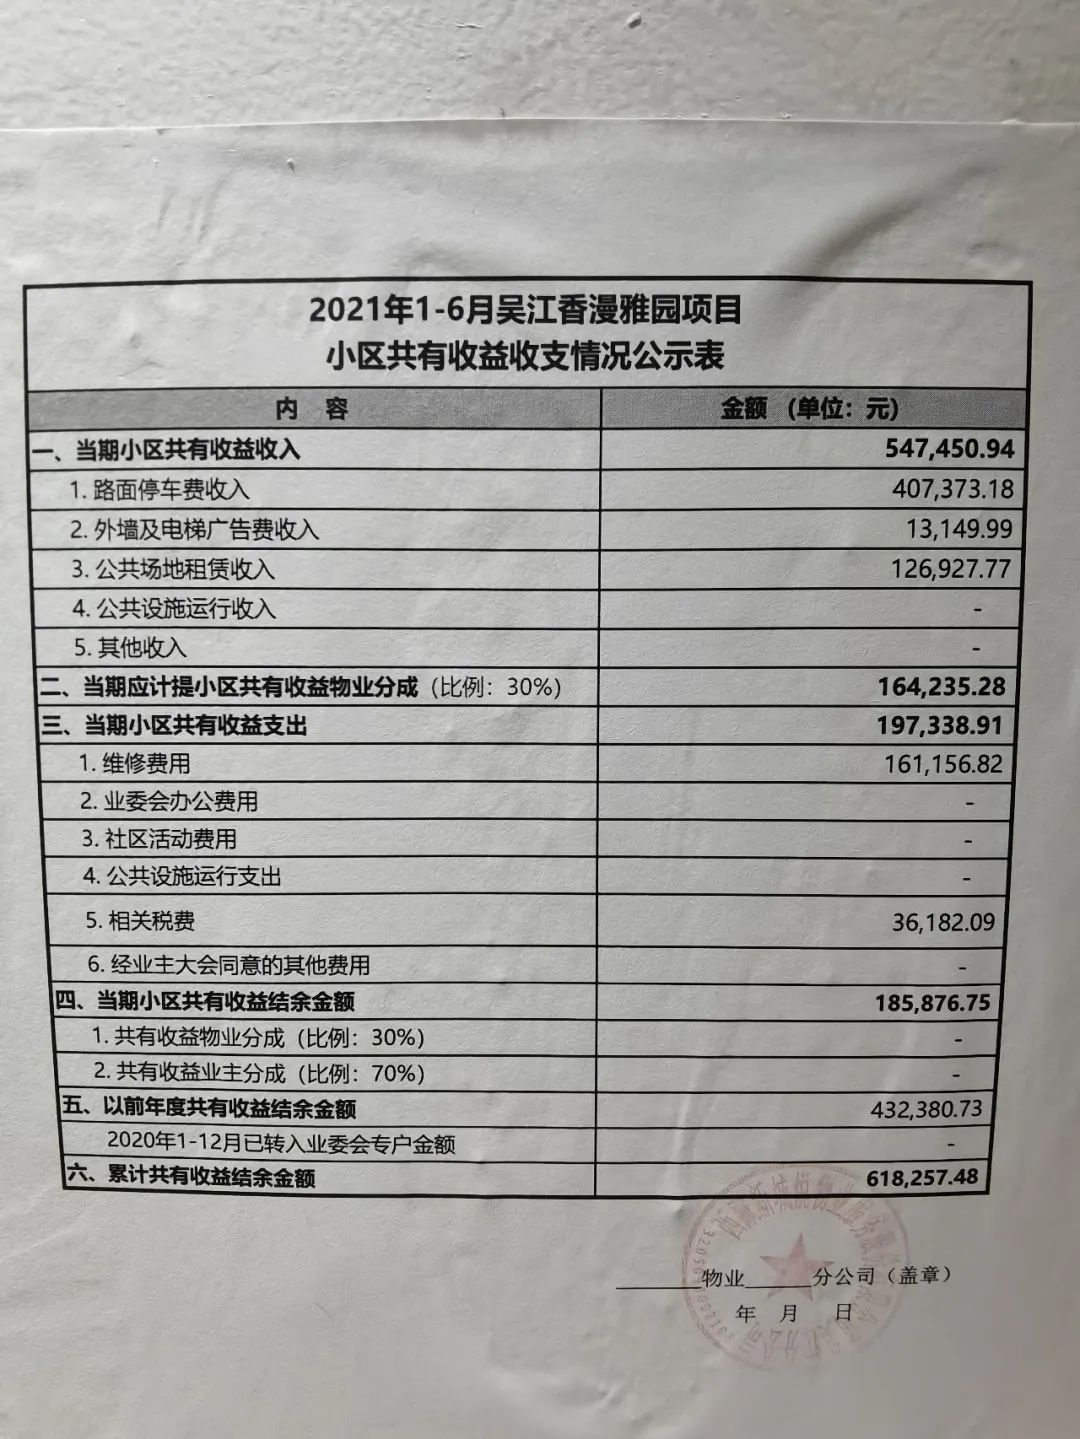 2021年1-6月吴江香漫雅园项目
小区共有收益收支情况公示表
内 容 金额 （单位：元）
一、当期小区共有收益收入 547,450.94
1. 路面停车费收入 407,373.18
2. 外墙及电梯广告费收入 13,149.99
3. 公共场地租赁收入 126,927.77
4. 公共设施运行收入 -
5. 其他收入 -
二、当期应计提小区共有收益物业分成（比例：30%） 164,235.28
三、当期小区共有收益支出 197,338.91
1. 维修费用 161,156.82
2. 业委会办公费用 -
3. 社区活动费用 -
4. 公共设施运行支出 -
5. 相关税费 36,182.09
6. 经业主大会同意的其他费用 -
四、当期小区共有收益结余金额 185,876.75
1. 共有收益物业分成（比例：30%） -
2. 共有收益业主分成（比例：70%） -
五、以前年度共有收益结余金额 432,380.73
2020年1-12月已转入业委会专户金额 -
六、累计共有收益结余金额 618,257.48
______物业______分公司（盖章）
年 月 日